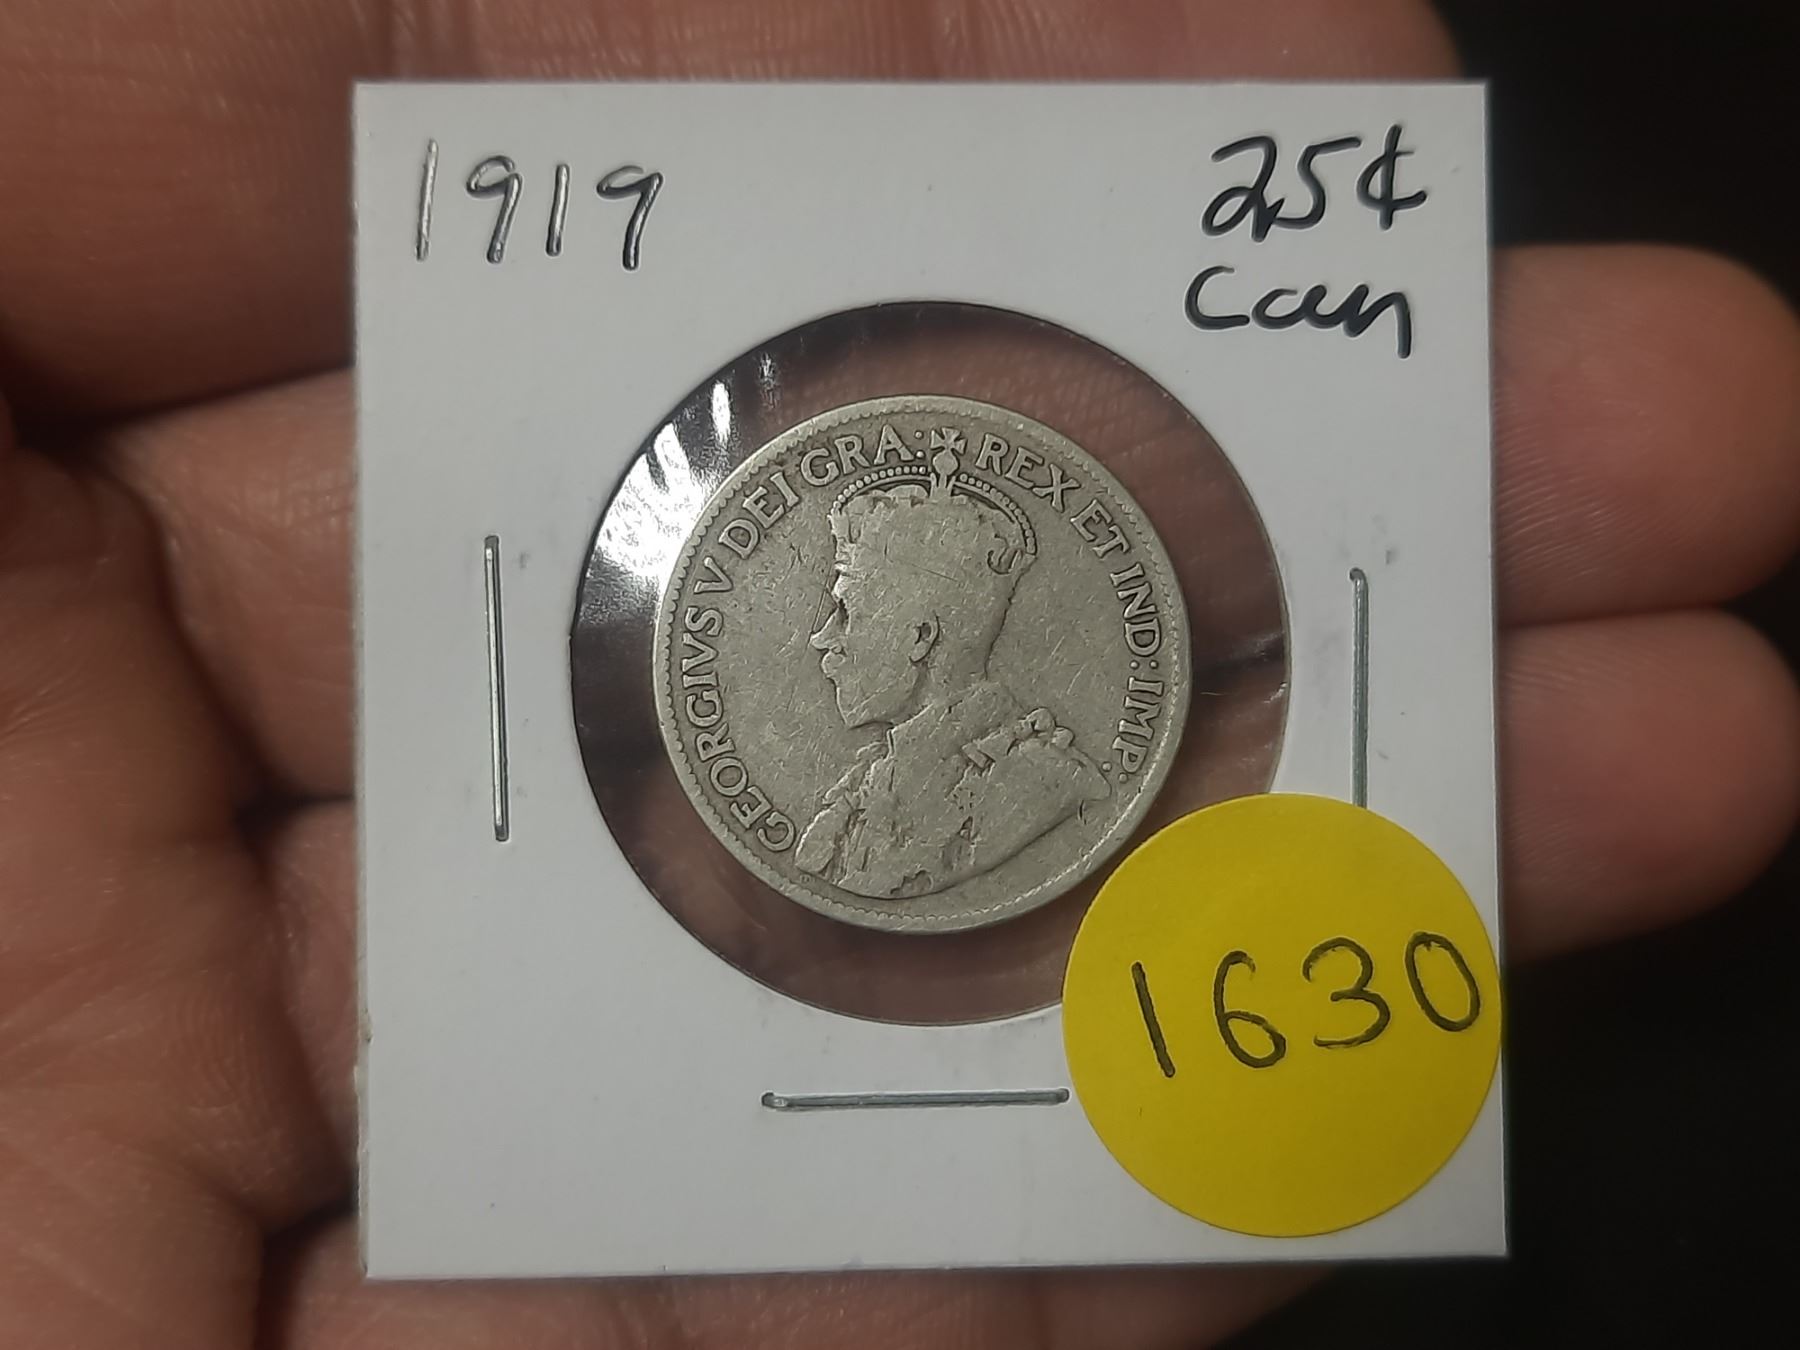 1919
25¢
Can
GEORGIVS V DEI GRA: REX ET IND: IMP:
1630